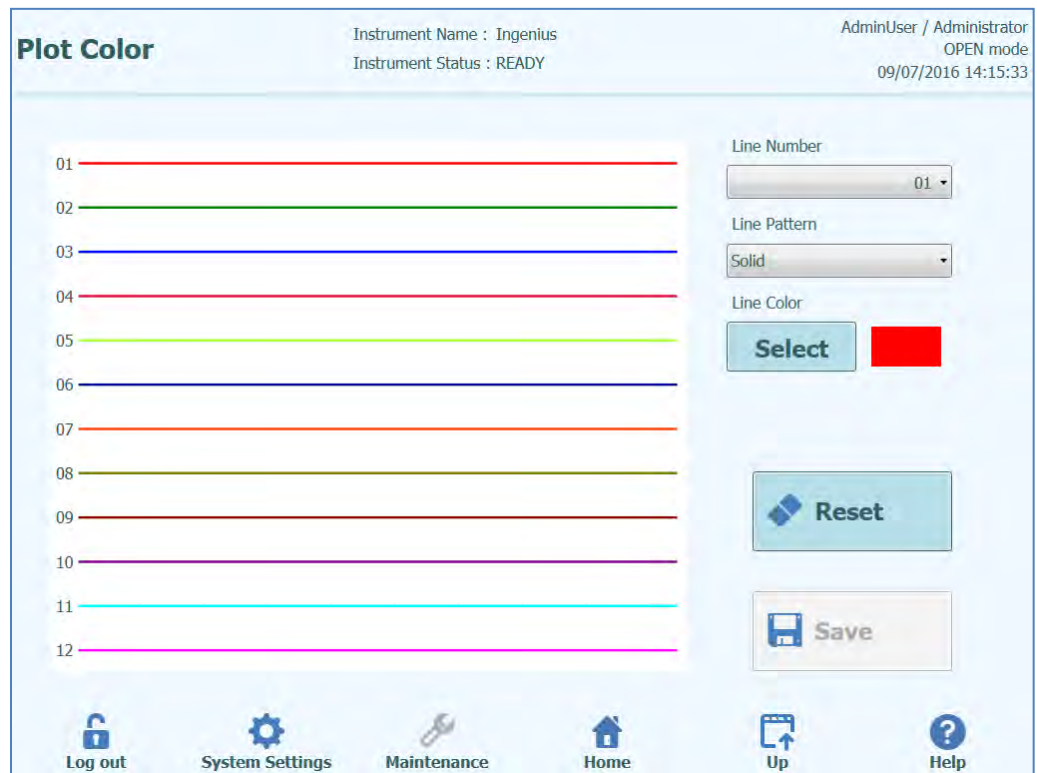 Plot Color
Instrument Name : Ingenius
Instrument Status : READY
AdminUser / Administrator
OPEN mode
09/07/2016 14:15:33
01
02
03
04
05
06
07
08
09
10
11
12
Line Number
01
Line Pattern
Solid
Line Color
Select
Reset
Save
Log out
System Settings
Maintenance
Home
Up
Help